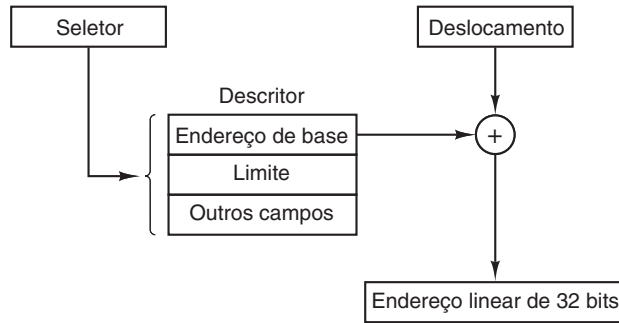 Seletor
Deslocamento
Descritor
Endereço de base
+
Limite
Outros campos
Endereço linear de 32 bits